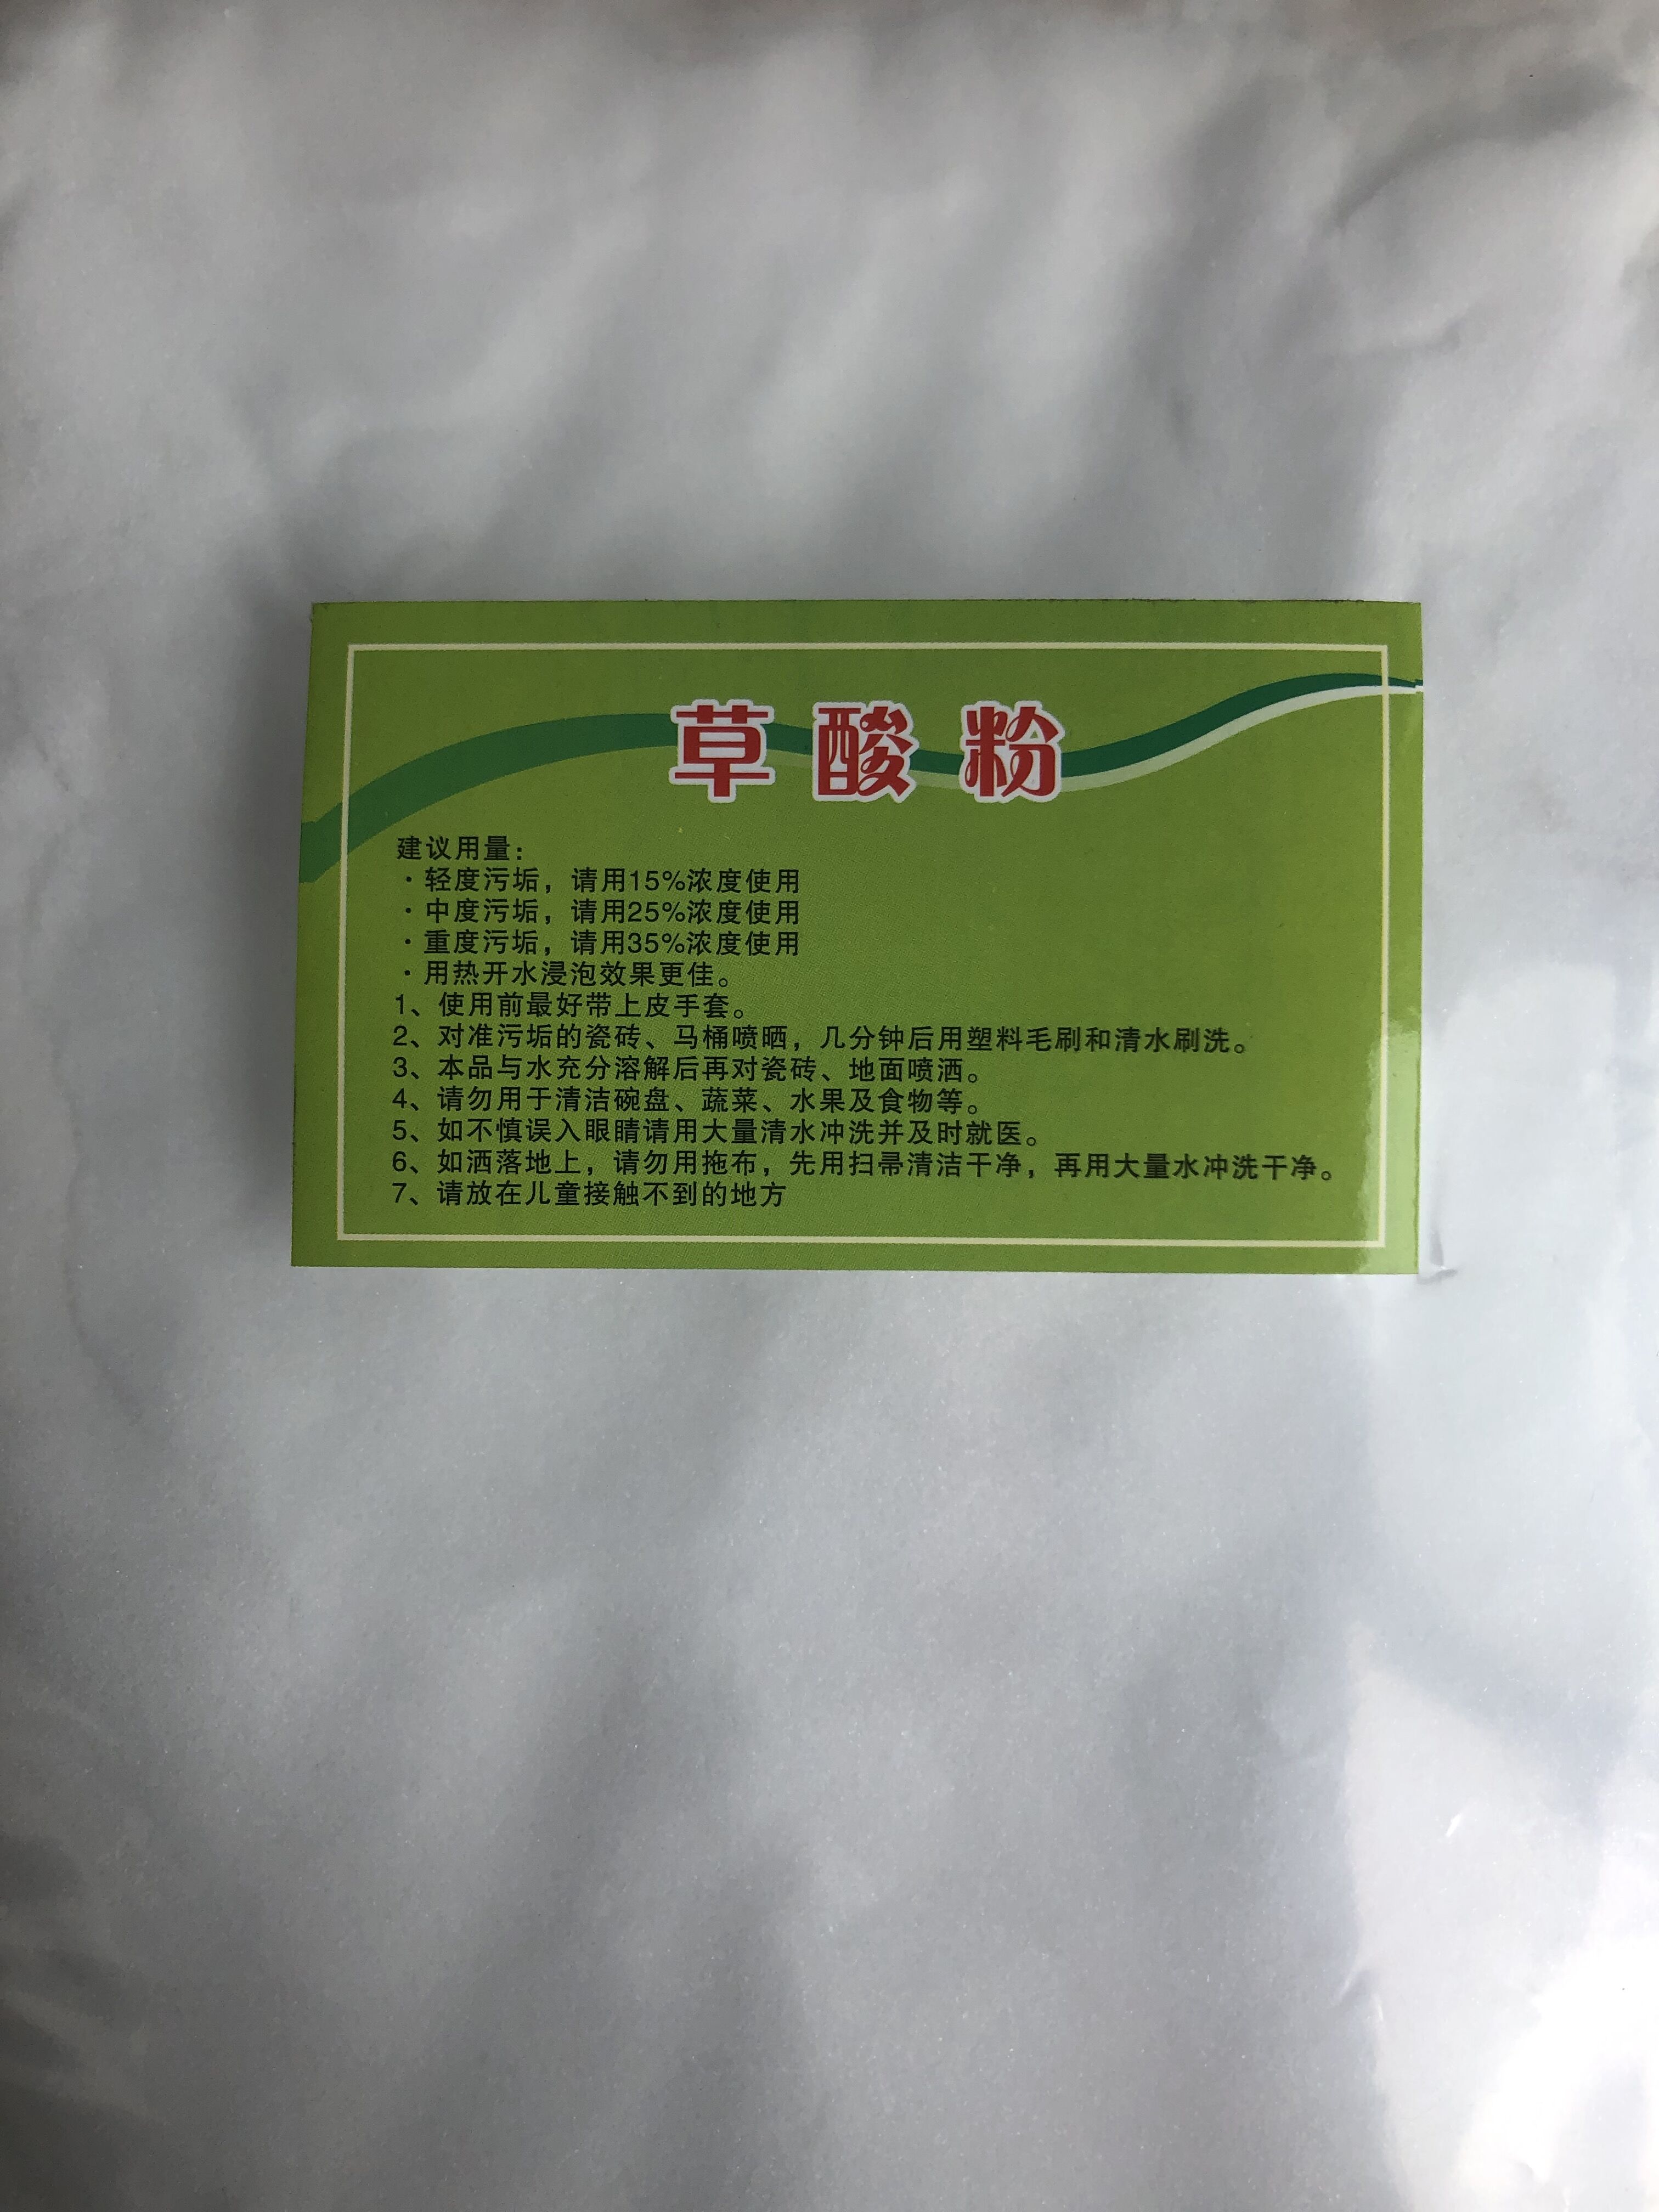 草酸粉
建议用量：
·轻度污垢，请用15%浓度使用
·中度污垢，请用25%浓度使用
·重度污垢，请用35%浓度使用
·用热开水浸泡效果更佳。
1、使用前最好带上皮手套。
2、对准污垢的瓷砖、马桶喷晒，几分钟后用塑料毛刷和清水刷洗。
3、本品与水充分溶解后再对瓷砖、地面喷洒。
4、请勿用于清洁碗盘、蔬菜、水果及食物等。
5、如不慎误入眼睛请用大量清水冲洗并及时就医。
6、如洒落地上，请勿用拖布，先用扫帚清洁干净，再用大量水冲洗干净。
7、请放在儿童接触不到的地方